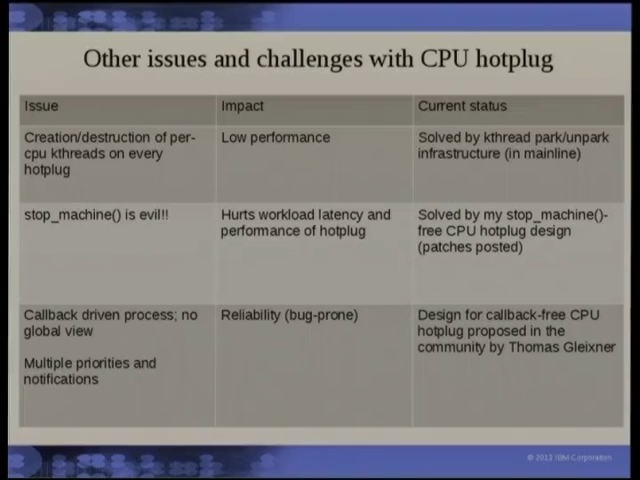 Other issues and challenges with CPU hotplug
Issue
Impact
Current status
Creation/destruction of per-
cpu kthreads on every
hotplug
Low performance
Solved by kthread park/unpark
infrastructure (in mainline)
stop_machine() is evil!!
Hurts workload latency and
performance of hotplug
Solved by my stop_machine()-
free CPU hotplug design
(patches posted)
Callback driven process; no
global view
Multiple priorities and
notifications
Reliability (bug-prone)
Design for callback-free CPU
hotplug proposed in the
community by Thomas Gleixner
© 2013 IBM Corporation